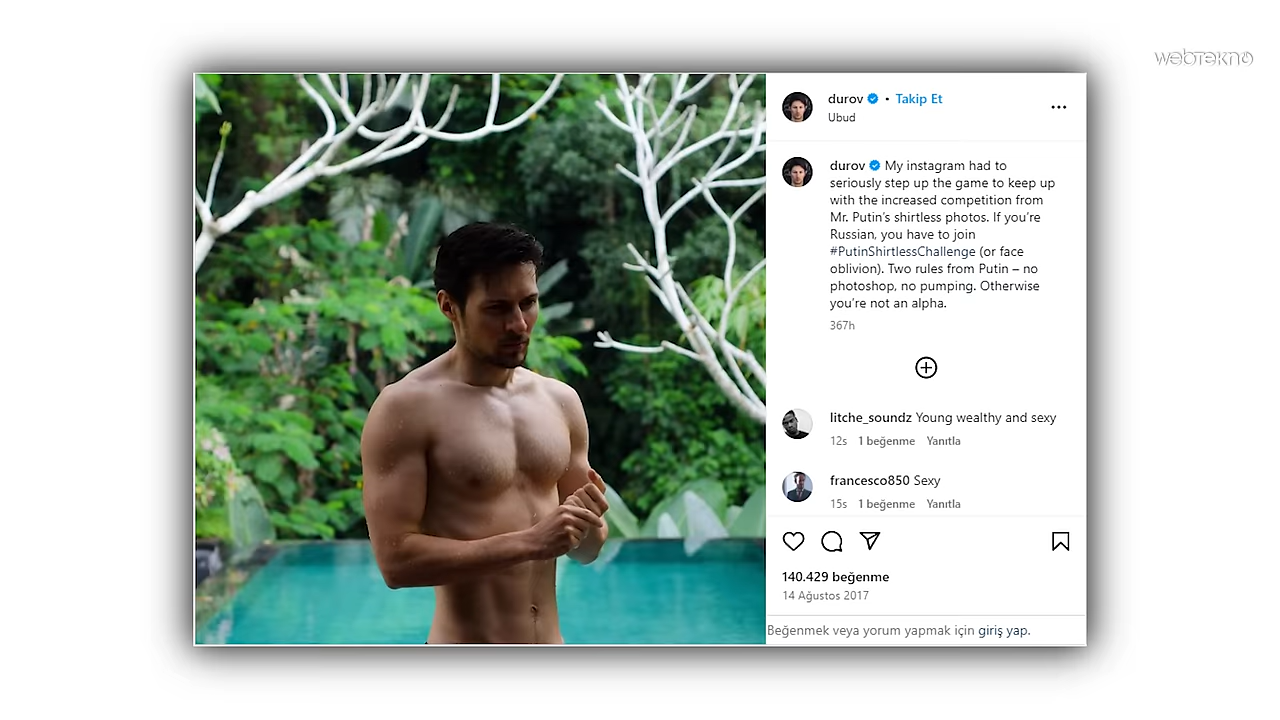 webtekno
durov • Takip Et
Ubud
durov My instagram had to
seriously step up the game to keep up
with the increased competition from
Mr. Putin’s shirtless photos. If you’re
Russian, you have to join
#PutinShirtlessChallenge (or face
oblivion). Two rules from Putin – no
photoshop, no pumping. Otherwise
you’re not an alpha.
367h
litche_soundz Young wealthy and sexy
12s 1 beğenme Yanıtla
francesco850 Sexy
15s 1 beğenme Yanıtla
140.429 beğenme
14 Ağustos 2017
Beğenmek veya yorum yapmak için giriş yap.